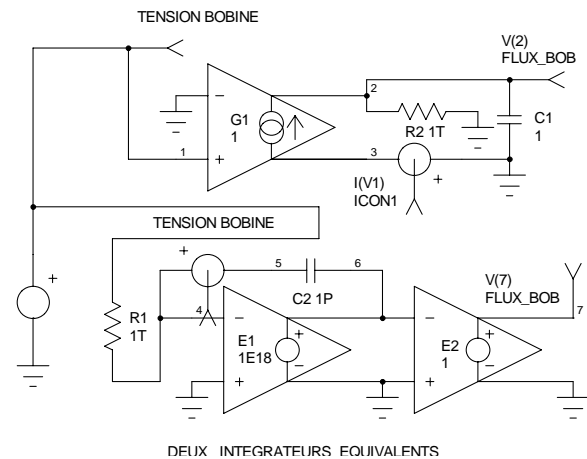 TENSION BOBINE
V(2)
FLUX_BOB
2
G1
1
C1
1
R2 1T
1
3
I(V1)
ICON1
TENSION BOBINE
5
6
C2 1P
V(7)
FLUX_BOB
7
4
R1
1T
E1
1E18
E2
1
DEUX INTEGRATEURS EQUIVALENTS